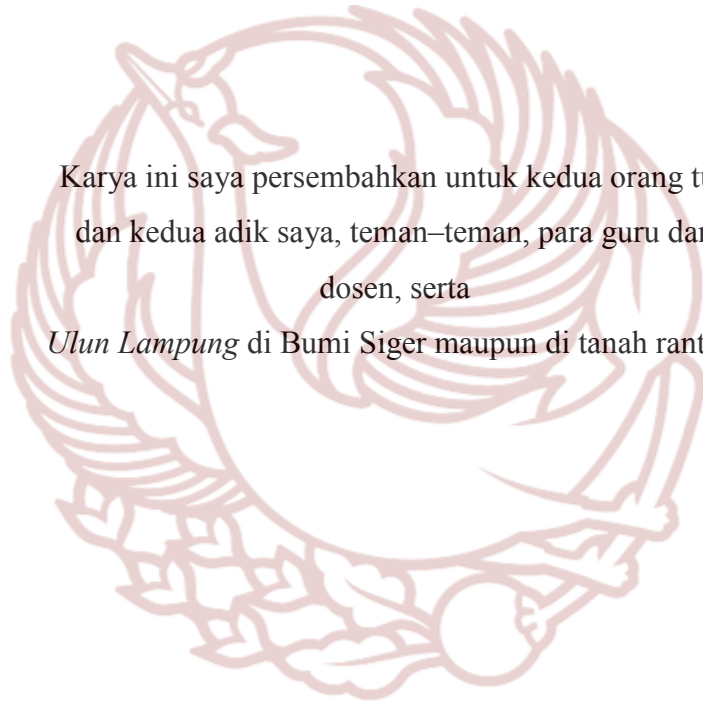 Karya ini saya persembahkan untuk kedua orang
dan kedua adik saya, teman–teman, para guru
dosen, serta
Ulun Lampung di Bumi Siger maupun di tanah